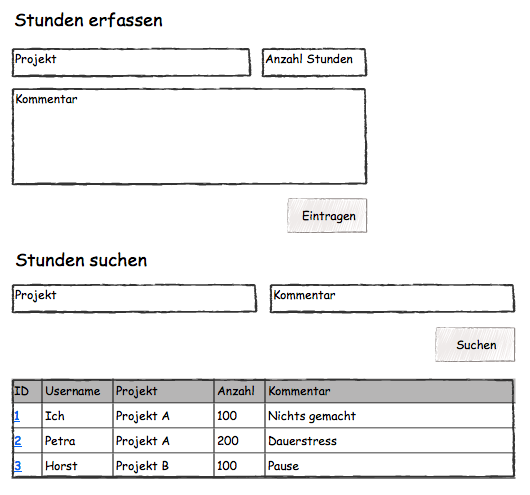 Stunden erfassen
Projekt Anzahl Stunden
Kommentar
Eintragen
Stunden suchen
Projekt Kommentar
Suchen
ID Username Projekt Anzahl Kommentar
1 Ich Projekt A 100 Nichts gemacht
2 Petra Projekt A 200 Dauerstress
3 Horst Projekt B 100 Pause